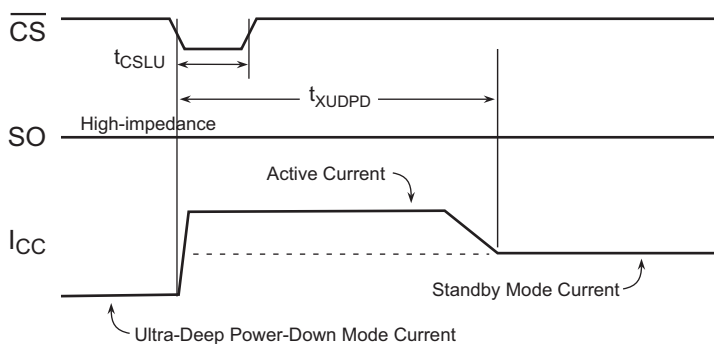 CS
tCSLU
tXUDPD
High-impedance
SO
Active Current
ICC
Standby Mode Current
Ultra-Deep Power-Down Mode Current